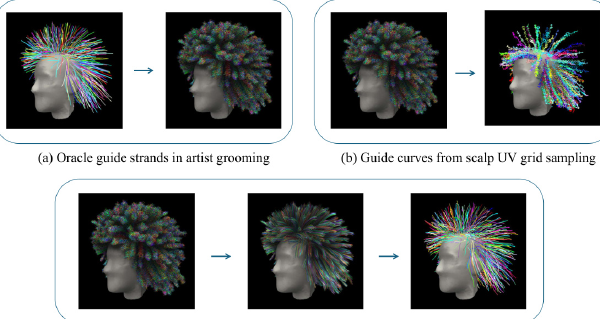 (a) Oracle guide strands in artist grooming
(b) Guide curves from scalp UV grid sampling